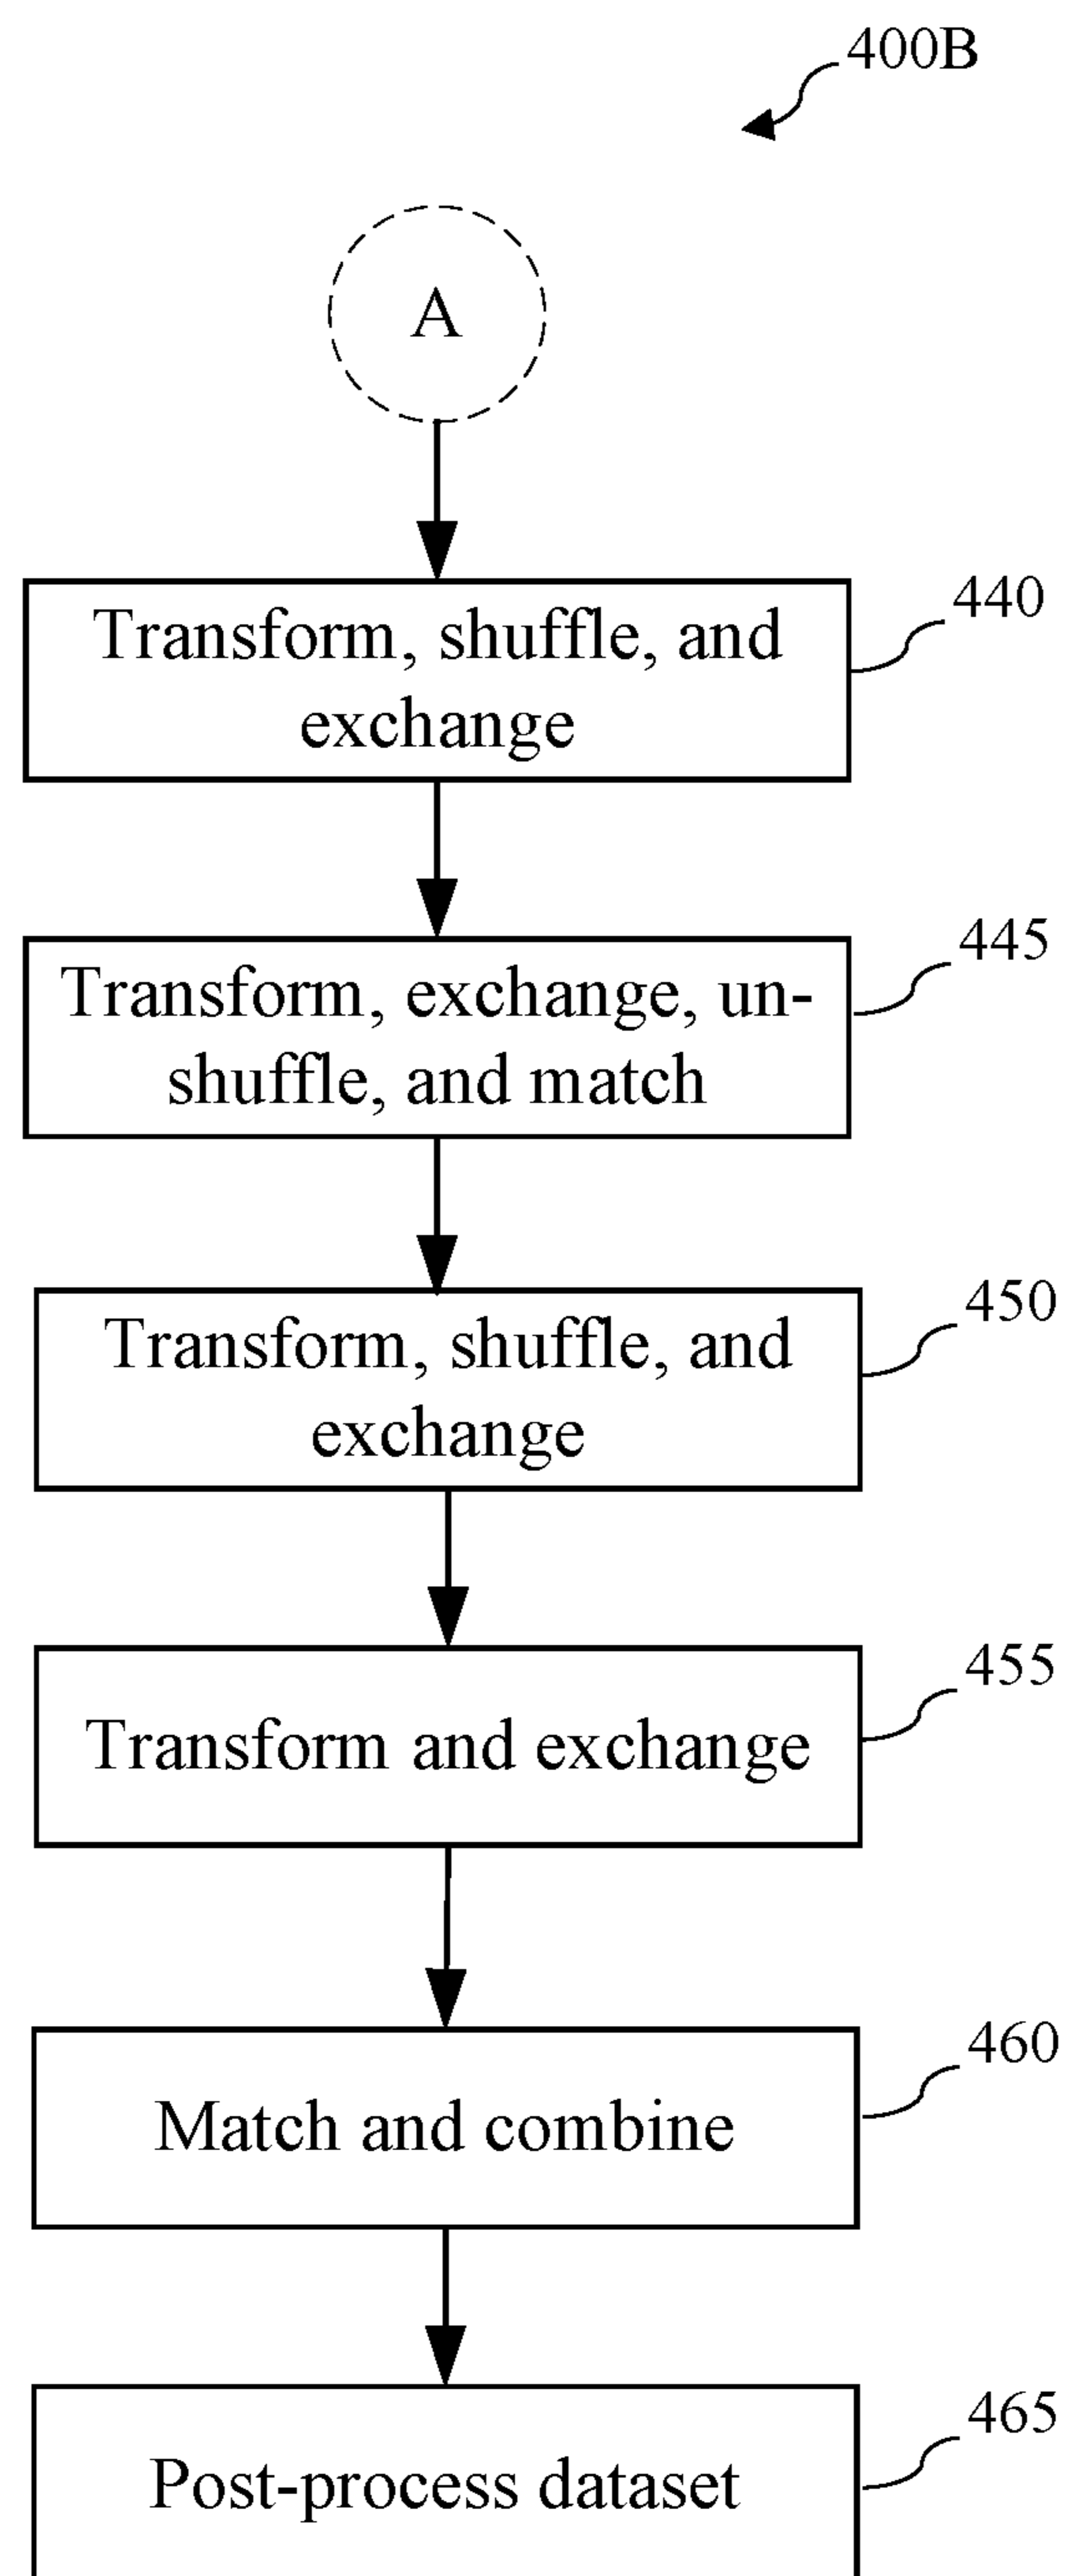 400B
A
Transform, shuffle, and
exchange
440
Transform, exchange, un-
shuffle, and match
445
Transform, shuffle, and
exchange
450
Transform and exchange
455
Match and combine
460
Post-process dataset
465